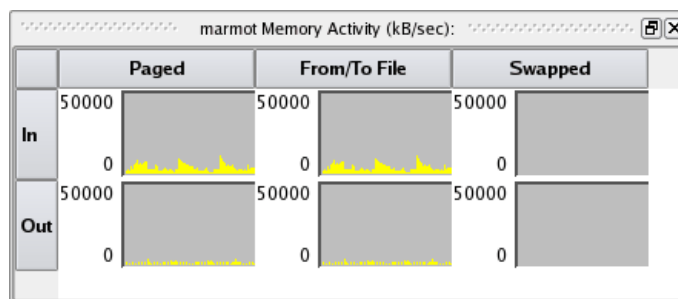 marmot Memory Activity (kB/sec):
Paged From/To File Swapped
50000 50000 50000
In
0 0 0
50000 50000 50000
Out
0 0 0